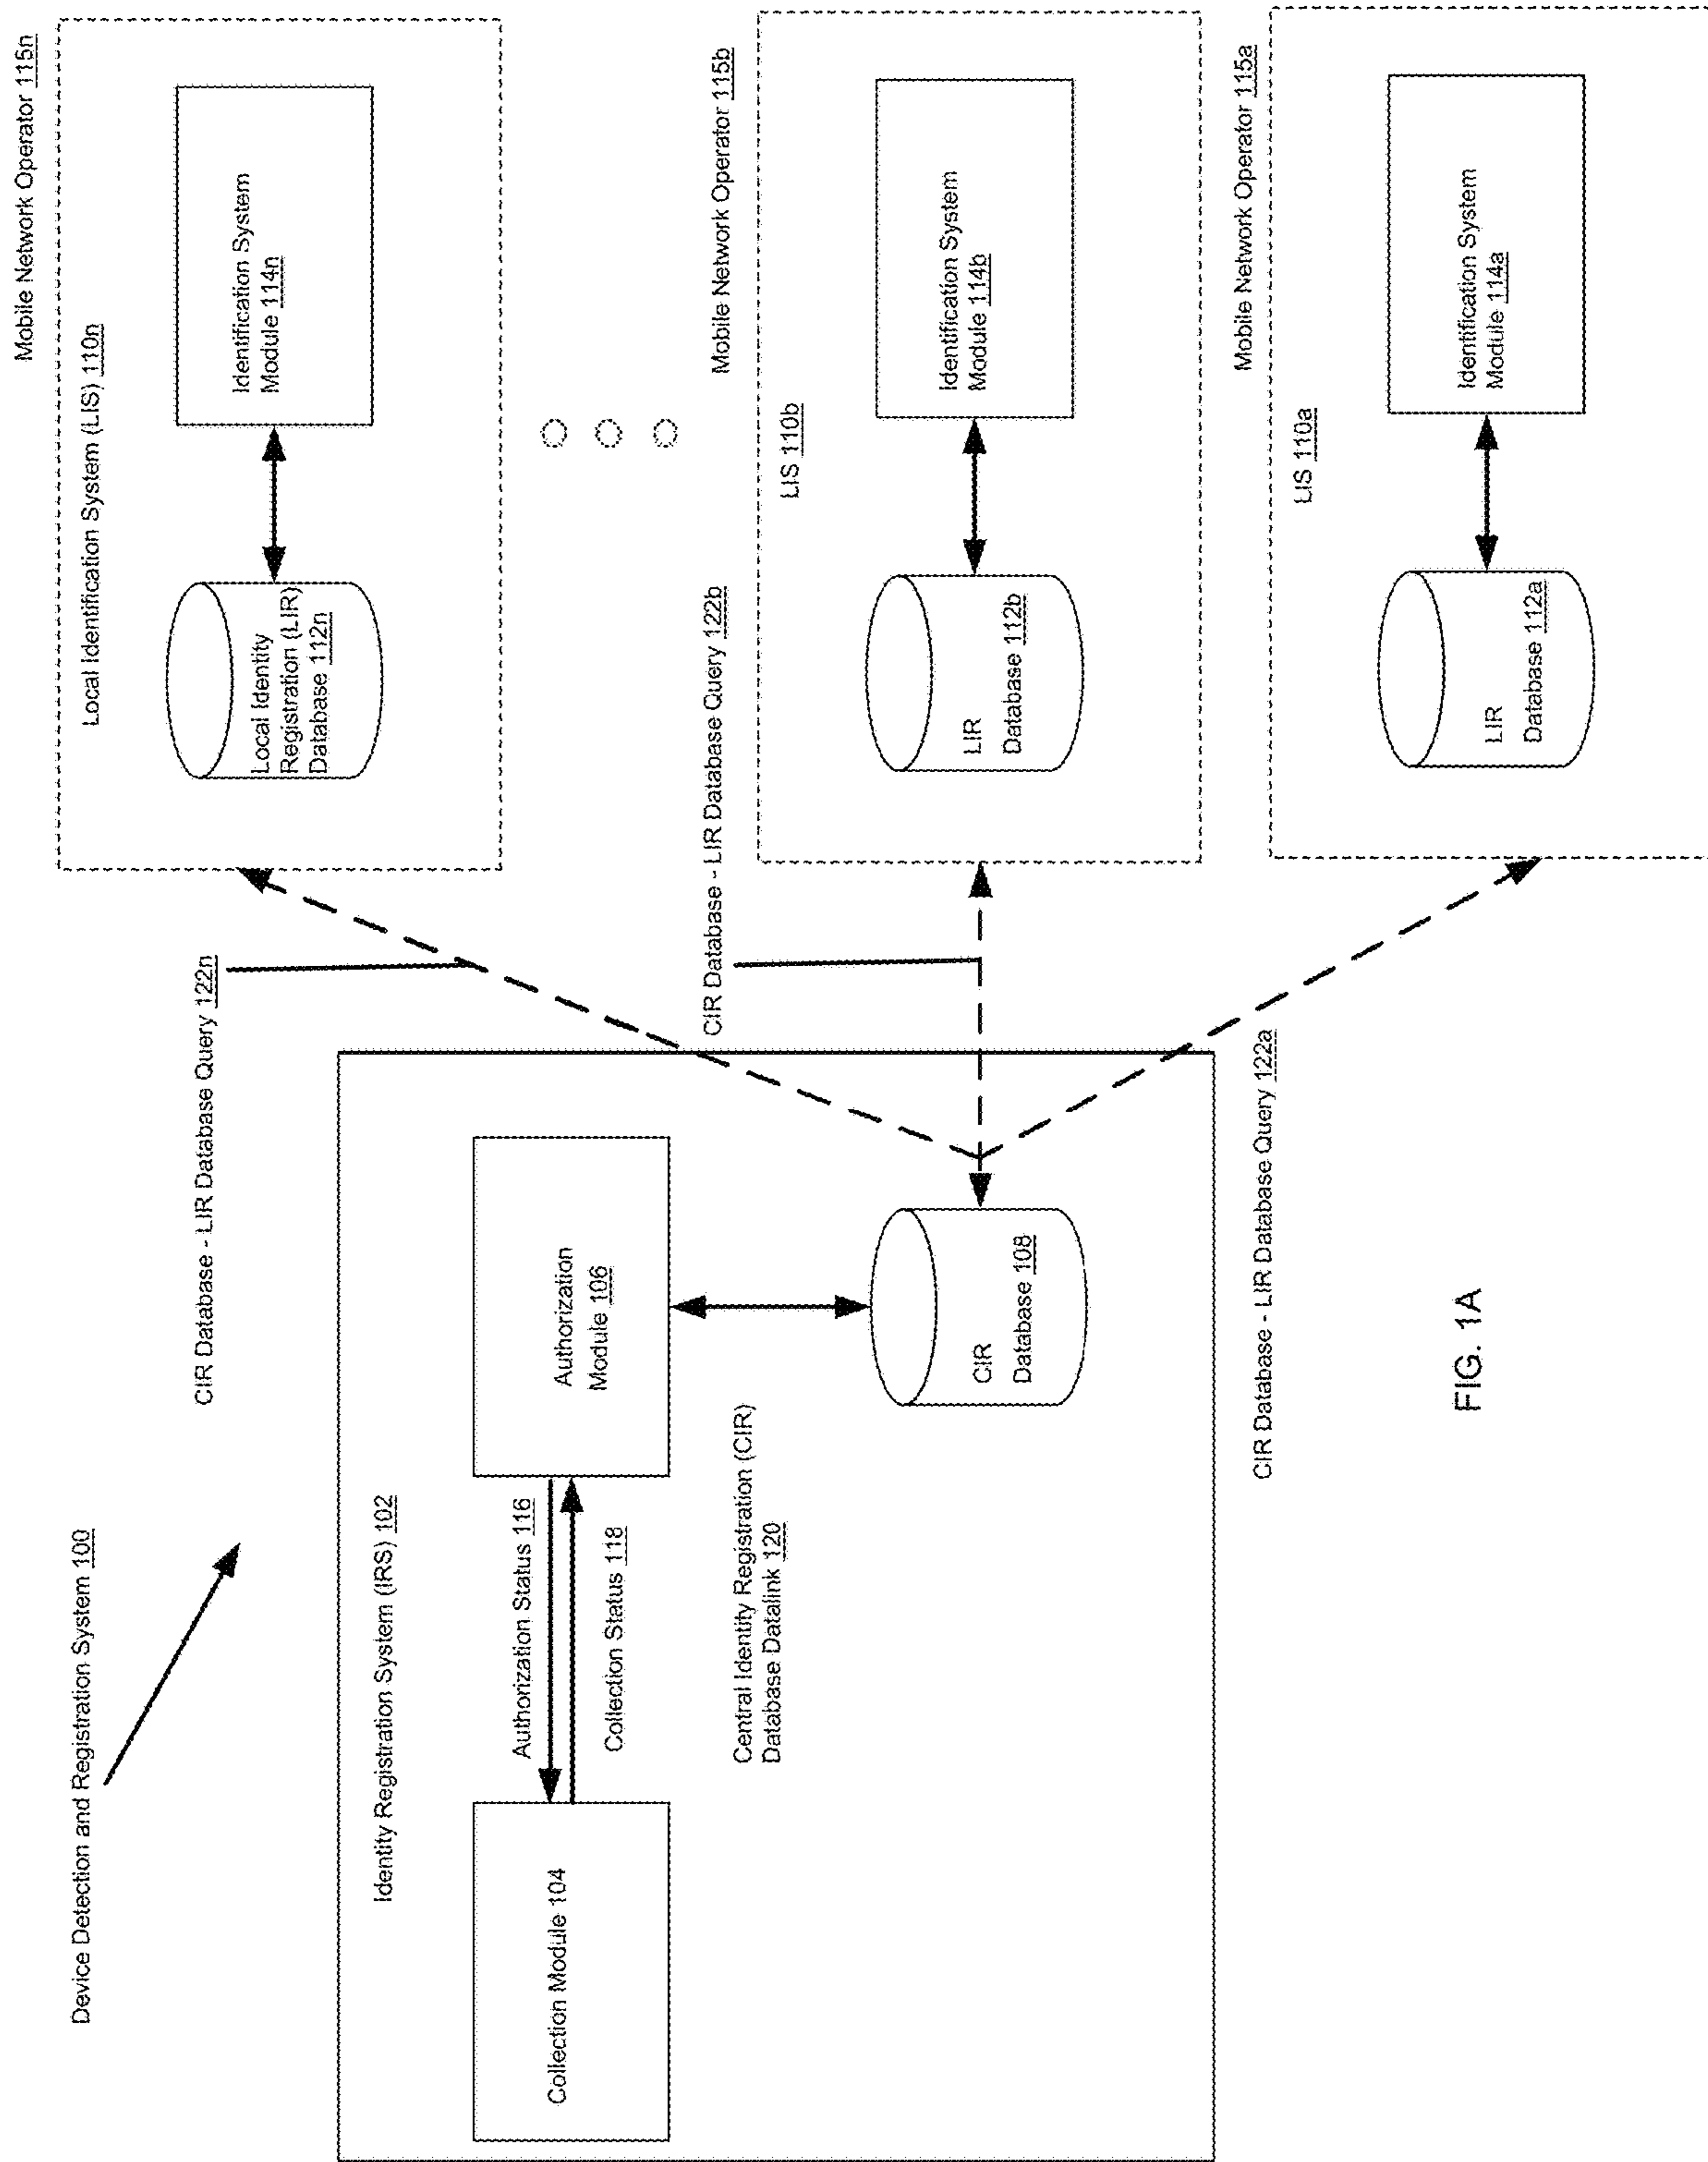 Device Detection and Registration System 100
Identity Registration System (IRS) 102
Collection Module 104
Authorization Status 116
Collection Status 118
Authorization
Module 106
Central Identity Registration (CIR)
Database Datalink 120
CIR
Database 108
CIR Database - LIR Database Query 122n
CIR Database - LIR Database Query 122b
CIR Database - LIR Database Query 122a
Mobile Network Operator 115n
Local Identification System (LIS) 110n
Local Identity
Registration (LIR)
Database 112n
Identification System
Module 114n
Mobile Network Operator 115b
LIS 110b
LIR
Database 112b
Identification System
Module 114b
Mobile Network Operator 115a
LIS 110a
LIR
Database 112a
Identification System
Module 114a
FIG. 1A